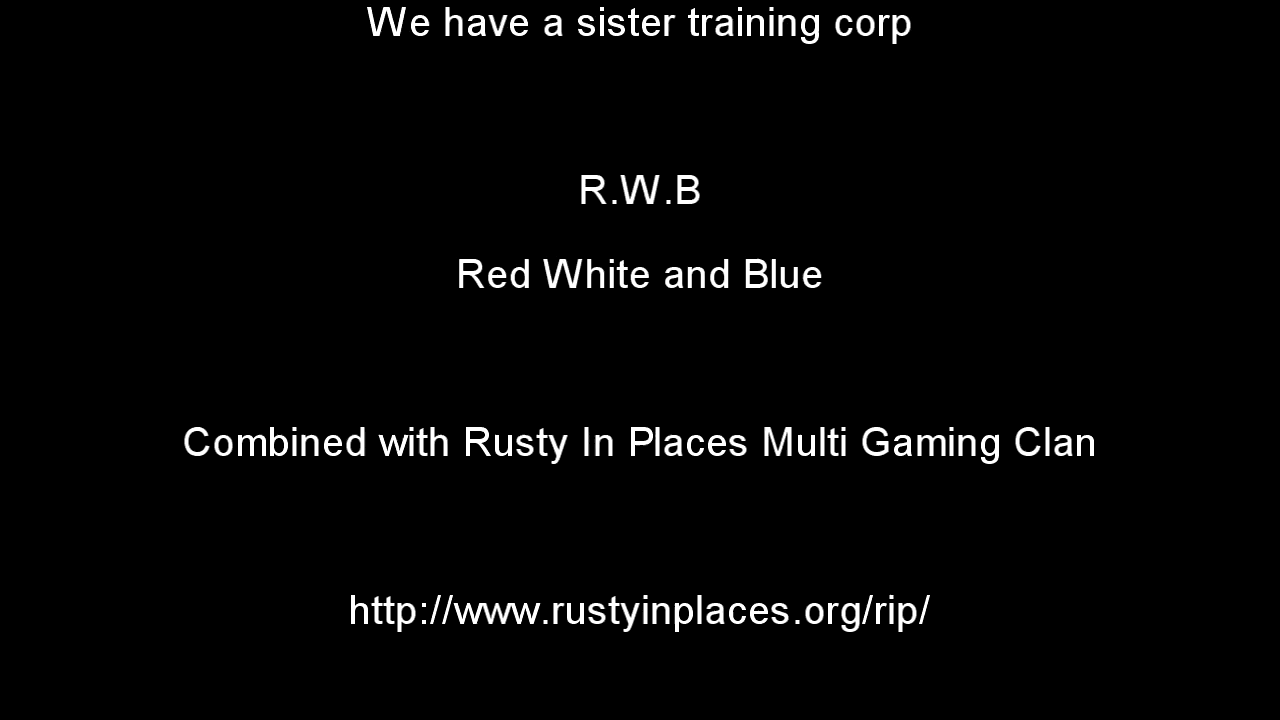 We have a sister training corp
R.W.B
Red White and Blue
Combined with Rusty In Places Multi Gaming Clan
http://www.rustyinplaces.org/rip/